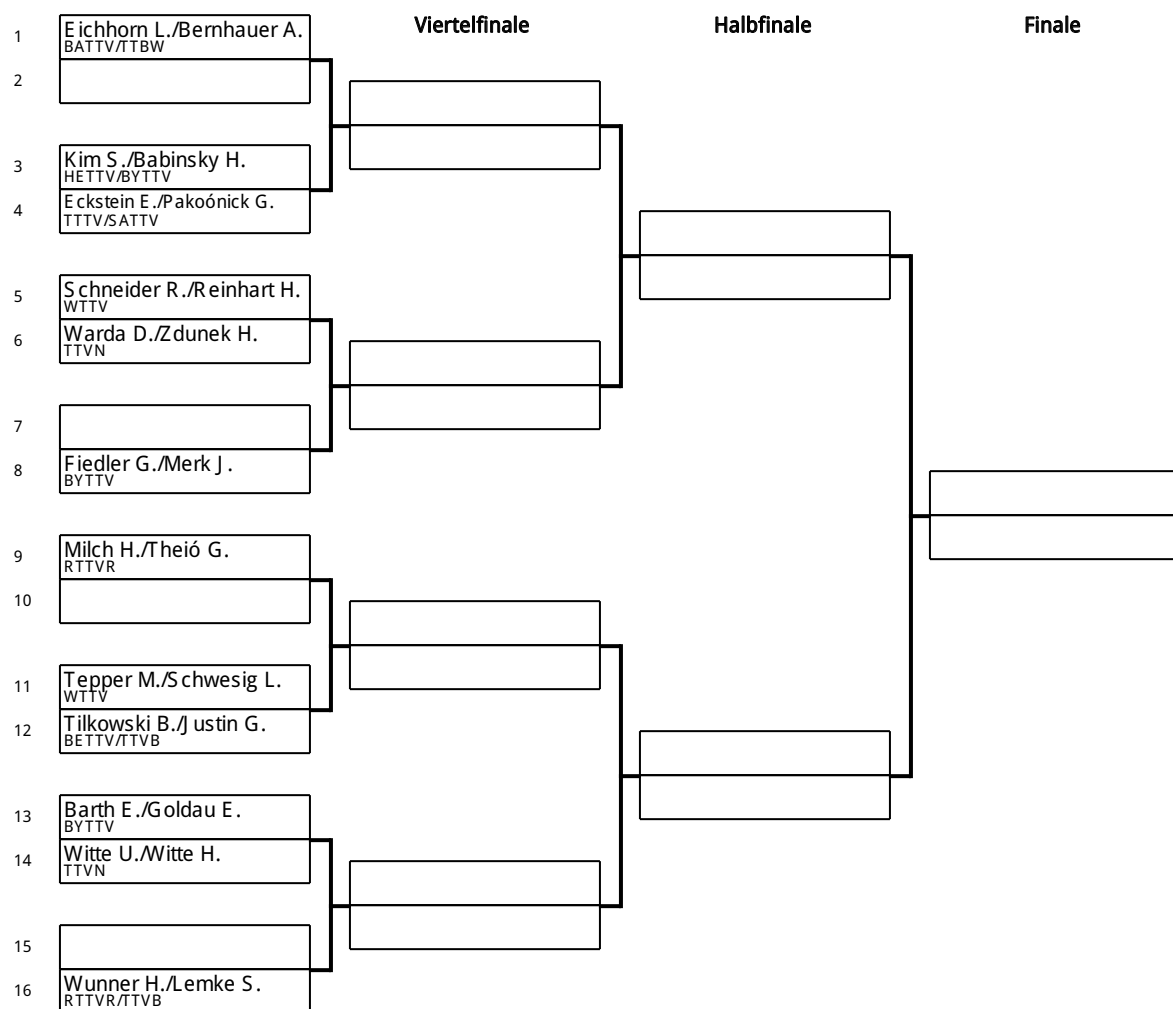 Viertelfinale
Halbfinale
Finale
1
Eichhorn L./Bernhauer A.
BATTV/TTBW
2
3
Kim S./Babinsky H.
HETTV/BYTTV
4
Eckstein E./Pakoónick G.
TTTV/SATTV
5
Schneider R./Reinhart H.
WTTV
6
Warda D./Zdunek H.
TTVN
7
8
Fiedler G./Merk J.
BYTTV
9
Milch H./Theió G.
RTTVR
10
11
Tepper M./Schwesig L.
WTTV
12
Tilkowski B./Justin G.
BETTV/TTVB
13
Barth E./Goldau E.
BYTTV
14
Witte U./Witte H.
TTVN
15
16
Wunner H./Lemke S.
RTTVR/TTVB